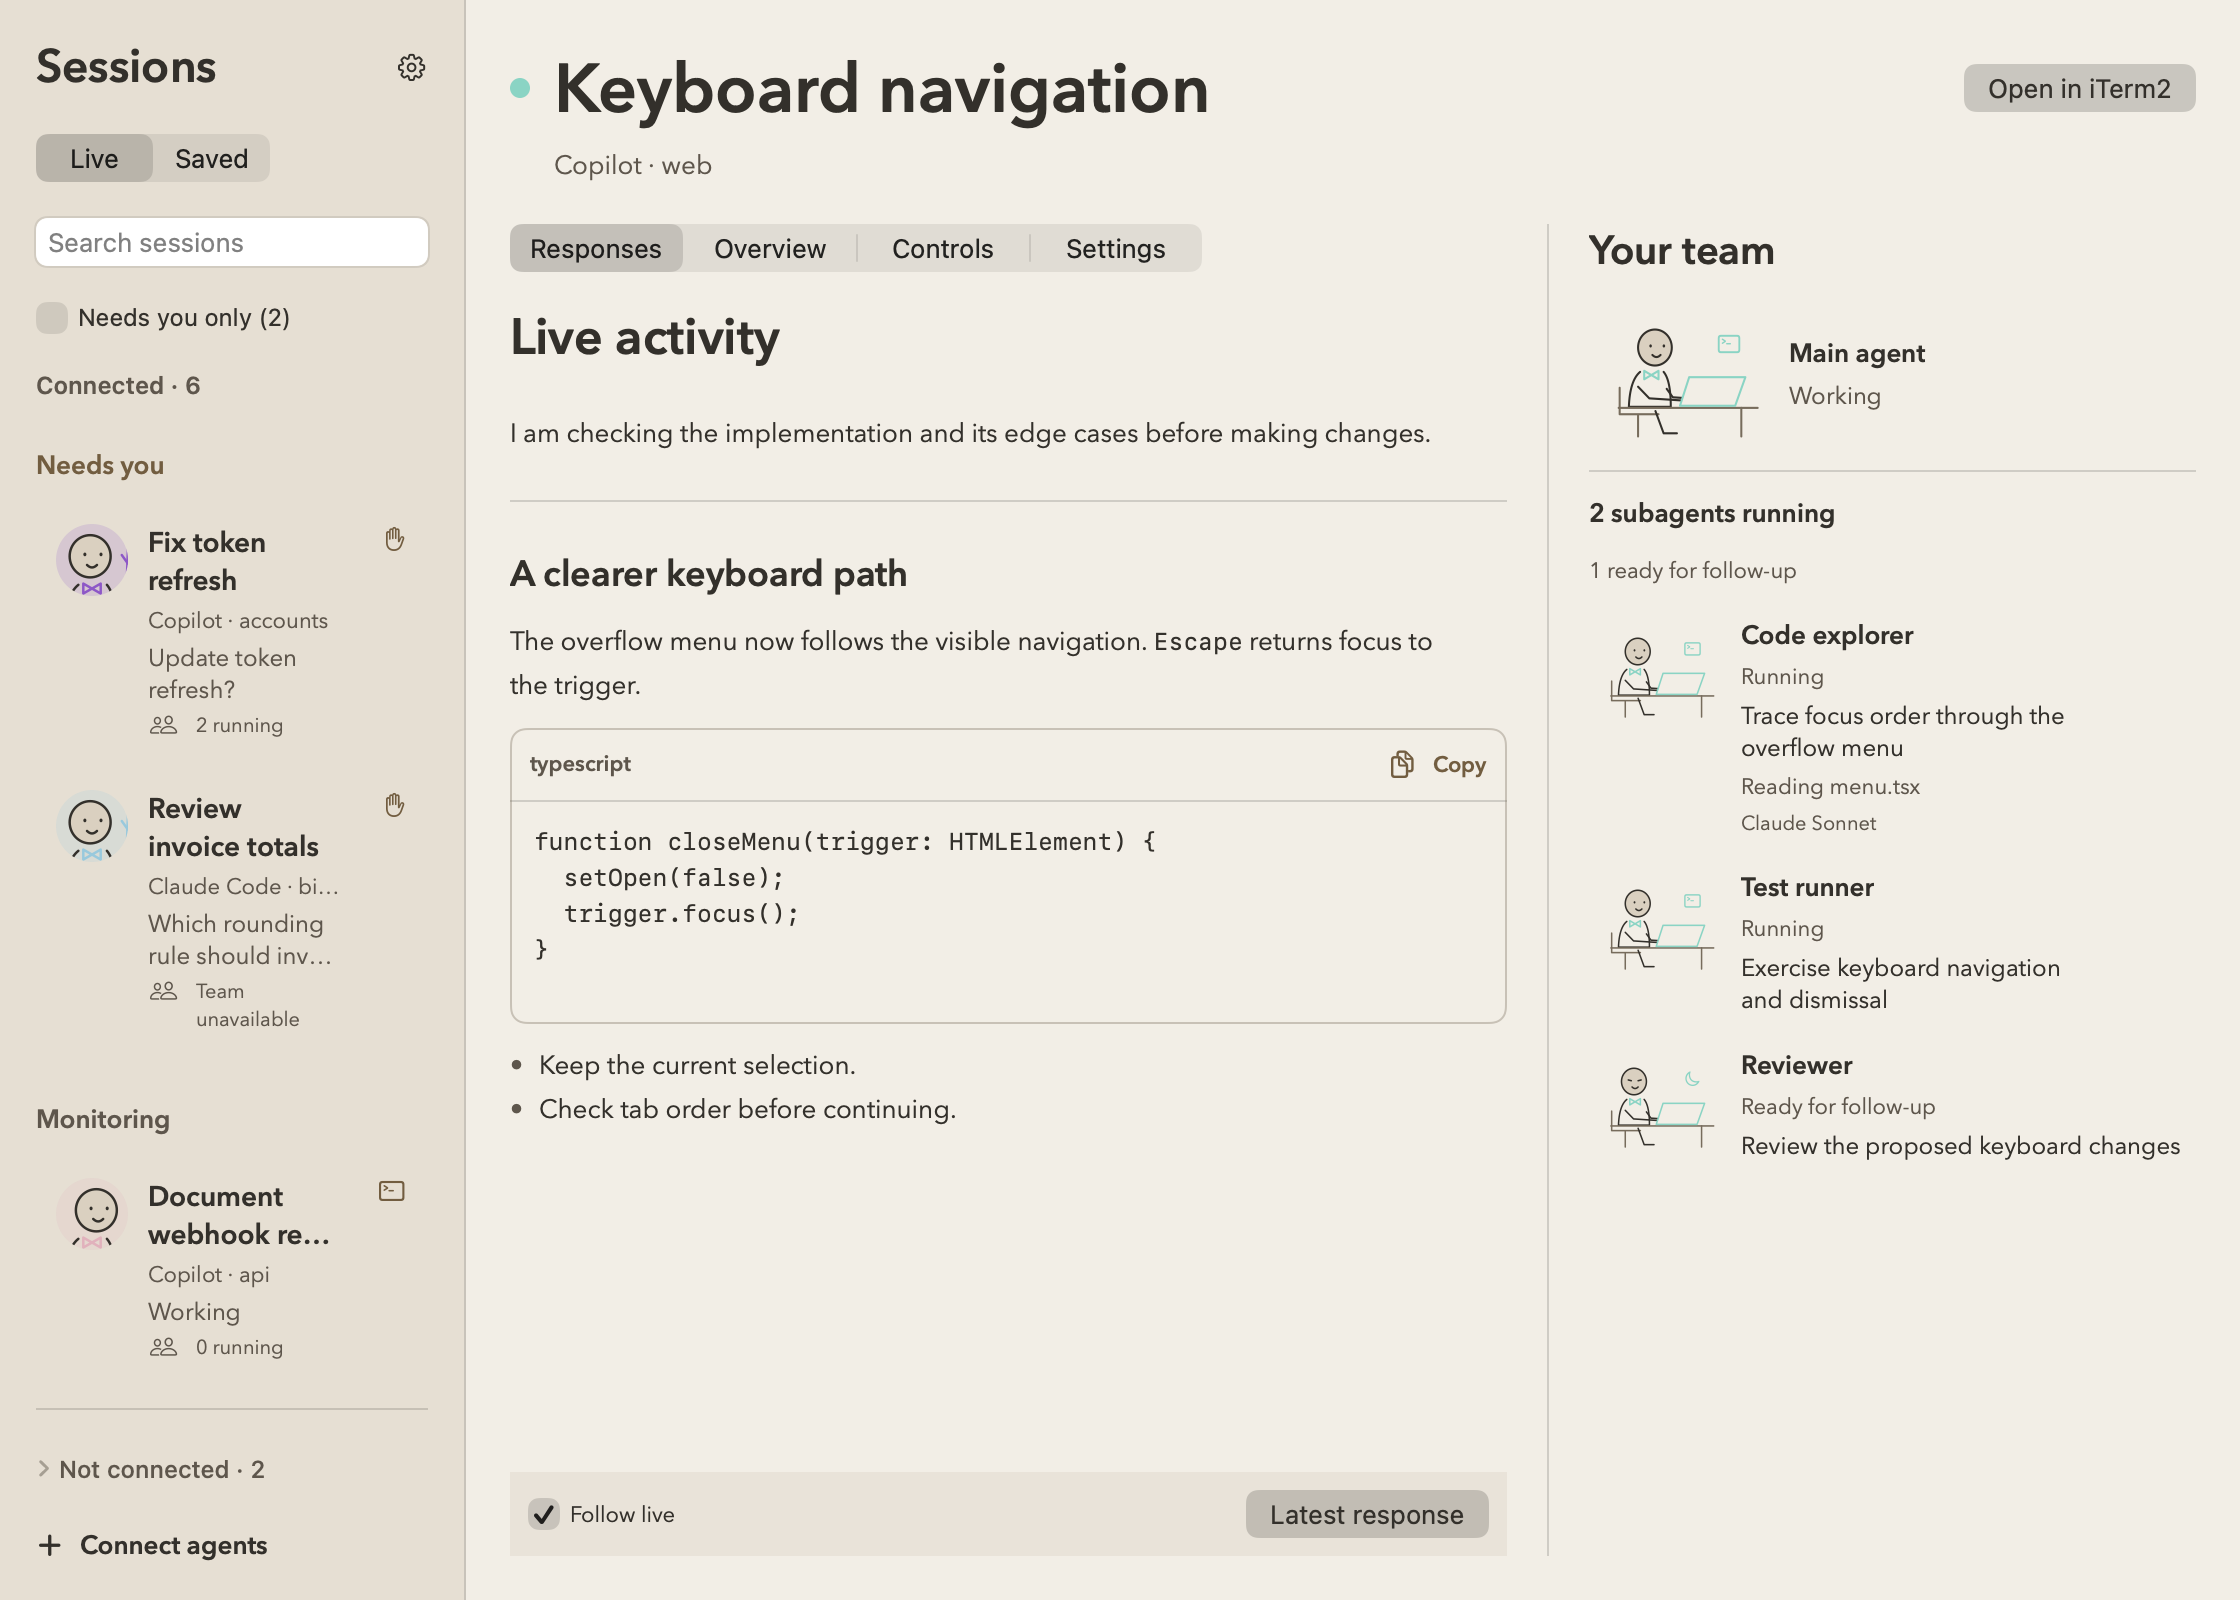 Sessions
Live
Saved
Search sessions
Needs you only (2)
Connected · 6
Needs you
Fix token
refresh
Copilot · accounts
Update token
refresh?
2 running
Review
invoice totals
Claude Code · bi…
Which rounding
rule should inv…
Team
unavailable
Monitoring
Document
webhook re…
Copilot · api
Working
0 running
Not connected · 2
Connect agents
Keyboard navigation
Copilot · web
Open in iTerm2
Responses
Overview
Controls
Settings
Live activity
I am checking the implementation and its edge cases before making changes.
A clearer keyboard path
The overflow menu now follows the visible navigation. Escape returns focus to
the trigger.
typescript
Copy
function closeMenu(trigger: HTMLElement) {
  setOpen(false);
  trigger.focus();
}
• Keep the current selection.
• Check tab order before continuing.
Follow live
Latest response
Your team
Main agent
Working
2 subagents running
1 ready for follow-up
Code explorer
Running
Trace focus order through the
overflow menu
Reading menu.tsx
Claude Sonnet
Test runner
Running
Exercise keyboard navigation
and dismissal
Reviewer
Ready for follow-up
Review the proposed keyboard changes